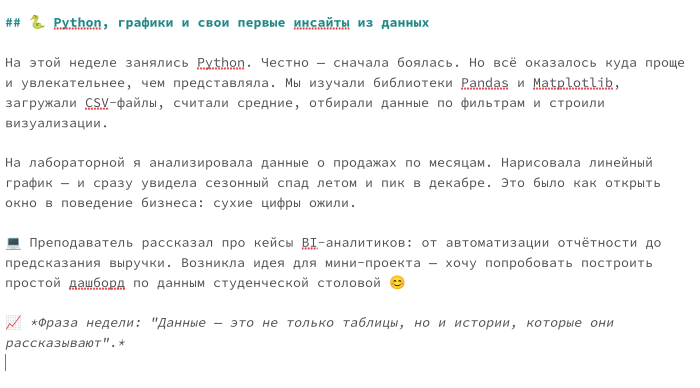 ## 🐍 Python, графики и свои первые инсайты из данных
На этой неделе занялись Python. Честно — сначала боялась. Но всё оказалось куда проще
и увлекательнее, чем представляла. Мы изучали библиотеки Pandas и Matplotlib,
загружали CSV-файлы, считали средние, отбирали данные по фильтрам и строили
визуализации.
На лабораторной я анализировала данные о продажах по месяцам. Нарисовала линейный
график — и сразу увидела сезонный спад летом и пик в декабре. Это было как открыть
окно в поведение бизнеса: сухие цифры ожили.
💻 Преподаватель рассказал про кейсы BI-аналитиков: от автоматизации отчётности до
предсказания выручки. Возникла идея для мини-проекта — хочу попробовать построить
простой дашборд по данным студенческой столовой 😊
📈 *Фраза недели: "Данные — это не только таблицы, но и истории, которые они
рассказывают".*